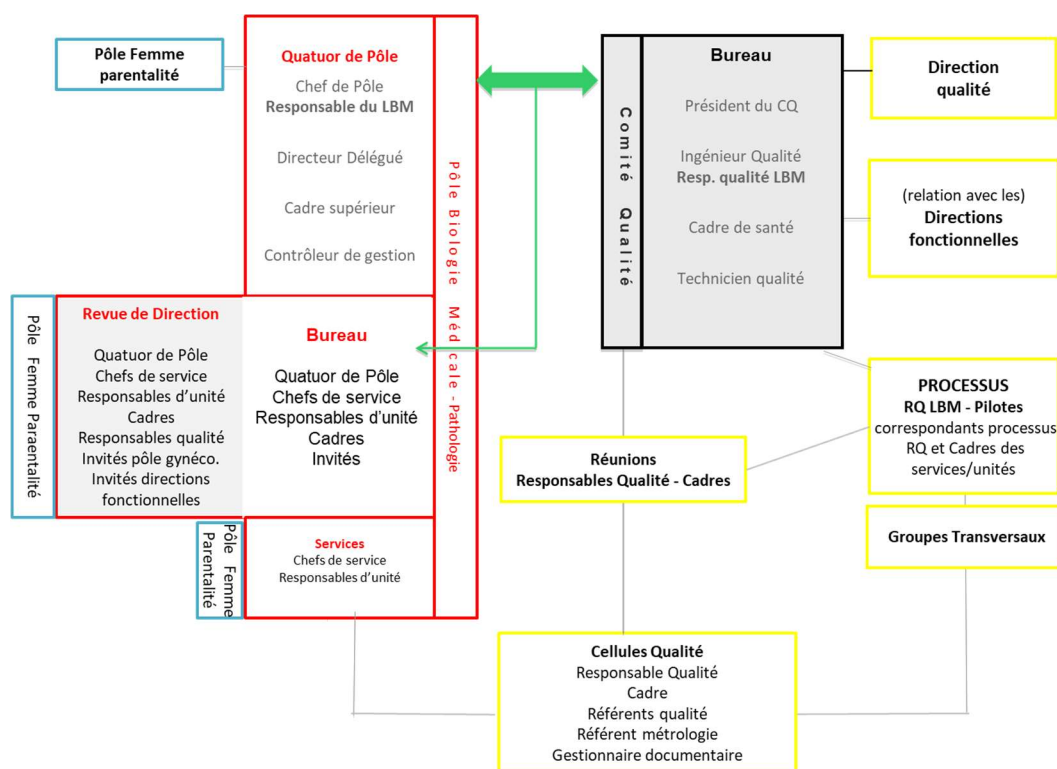 Pôle Femme
parentalité
Quatuor de Pôle
Chef de Pôle
Responsable du LBM
Directeur Délégué
Cadre supérieur
Contrôleur de gestion
Pôle Biologie Médicale - Pathologie
Comité Qualité
Bureau
Président du CQ
Ingénieur Qualité
Resp. qualité LBM
Cadre de santé
Technicien qualité
Direction
qualité
(relation avec les)
Directions
fonctionnelles
Pôle Femme Paraentalité
Revue de Direction
Quatuor de Pôle
Chefs de service
Responsables d'unité
Cadres
Responsables qualité
Invités pôle gynéco.
Invités directions
fonctionnelles
Bureau
Quatuor de Pôle
Chefs de service
Responsables d'unité
Cadres
Invités
PROCESSUS
RQ LBM - Pilotes
correspondants processus
RQ et Cadres des
services/unités
Réunions
Responsables Qualité - Cadres
Groupes Transversaux
Pôle Femme
Parentalité
Services
Chefs de service
Responsables d'unité
Cellules Qualité
Responsable Qualité
Cadre
Référents qualité
Référent métrologie
Gestionnaire documentaire